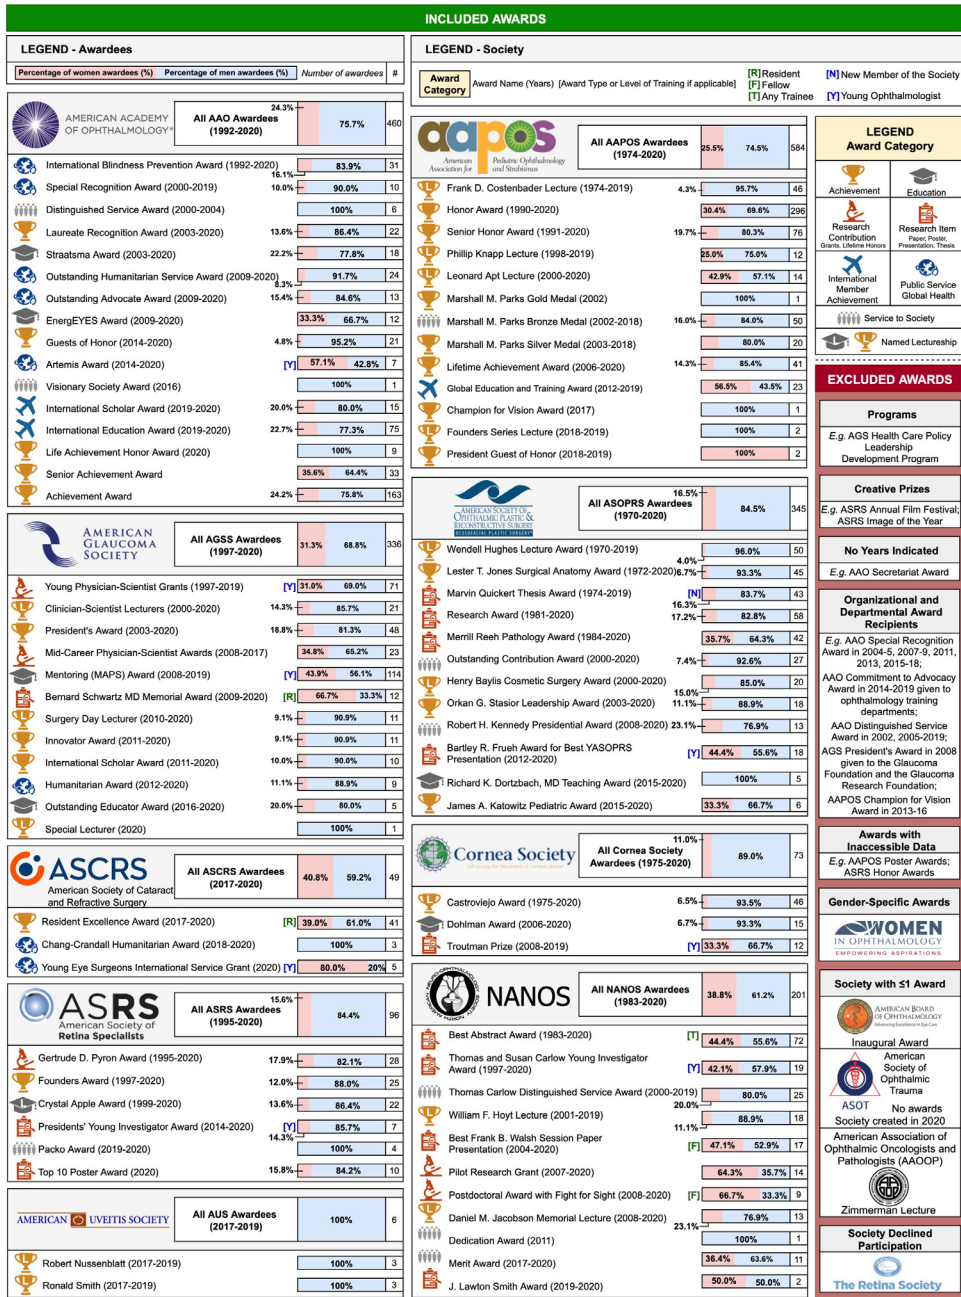 INCLUDED AWARDS
LEGEND - Awardees
Percentage of women awardees (%) Percentage of men awardees (%) Number of awardees #
AMERICAN ACADEMY
OF OPHTHALMOLOGY®
All AAO Awardees
(1992-2020)
24.3% 75.7% 460
International Blindness Prevention Award (1992-2020) 16.1% 83.9% 31
Special Recognition Award (2000-2019) 10.0% 90.0% 10
Distinguished Service Award (2000-2004) 100% 6
Laureate Recognition Award (2003-2020) 13.6% 86.4% 22
Straatsma Award (2003-2020) 22.2% 77.8% 18
Outstanding Humanitarian Service Award (2009-2020) 8.3% 91.7% 24
Outstanding Advocate Award (2009-2020) 15.4% 84.6% 13
EnergEYES Award (2009-2020) 33.3% 66.7% 12
Guests of Honor (2014-2020) 4.8% 95.2% 21
Artemis Award (2014-2020) [Y] 57.1% 42.8% 7
Visionary Society Award (2016) 100% 1
International Scholar Award (2019-2020) 20.0% 80.0% 15
International Education Award (2019-2020) 22.7% 77.3% 75
Life Achievement Honor Award (2020) 100% 9
Senior Achievement Award 35.6% 64.4% 33
Achievement Award 24.2% 75.8% 163
AMERICAN
GLAUCOMA
SOCIETY
All AGSS Awardees
(1997-2020)
31.3% 68.8% 336
Young Physician-Scientist Grants (1997-2019) [Y] 31.0% 69.0% 71
Clinician-Scientist Lecturers (2000-2020) 14.3% 85.7% 21
President's Award (2003-2020) 18.8% 81.3% 48
Mid-Career Physician-Scientist Awards (2008-2017) 34.8% 65.2% 23
Mentoring (MAPS) Award (2008-2019) [Y] 43.9% 56.1% 114
Bernard Schwartz MD Memorial Award (2009-2020) [R] 66.7% 33.3% 12
Surgery Day Lecturer (2010-2020) 9.1% 90.9% 11
Innovator Award (2011-2020) 9.1% 90.9% 11
International Scholar Award (2011-2020) 10.0% 90.0% 10
Humanitarian Award (2012-2020) 11.1% 88.9% 9
Outstanding Educator Award (2016-2020) 20.0% 80.0% 5
Special Lecturer (2020) 100% 1
ASCRS
American Society of Cataract
and Refractive Surgery
All ASCRS Awardees
(2017-2020)
40.8% 59.2% 49
Resident Excellence Award (2017-2020) [R] 39.0% 61.0% 41
Chang-Crandall Humanitarian Award (2018-2020) 100% 3
Young Eye Surgeons International Service Grant (2020) [Y] 80.0% 20% 5
ASRS
American Society of
Retina Specialists
All ASRS Awardees
(1995-2020)
15.6% 84.4% 96
Gertrude D. Pyron Award (1995-2020) 17.9% 82.1% 28
Founders Award (1997-2020) 12.0% 88.0% 25
Crystal Apple Award (1999-2020) 13.6% 86.4% 22
Presidents' Young Investigator Award (2014-2020) [Y] 14.3% 85.7% 7
Packo Award (2019-2020) 100% 4
Top 10 Poster Award (2020) 15.8% 84.2% 10
AMERICAN UVEITIS SOCIETY
All AUS Awardees
(2017-2019)
100% 6
Robert Nussenblatt (2017-2019) 100% 3
Ronald Smith (2017-2019) 100% 3
LEGEND - Society
Award
Category
Award Name (Years) [Award Type or Level of Training if applicable]
[R] Resident
[F] Fellow
[T] Any Trainee
[N] New Member of the Society
[Y] Young Ophthalmologist
aapos
American Pediatric Ophthalmology
Association for and Strabismus
All AAPOS Awardees
(1974-2020)
25.5% 74.5% 584
Frank D. Costenbader Lecture (1974-2019) 4.3% 95.7% 46
Honor Award (1990-2020) 30.4% 69.6% 296
Senior Honor Award (1991-2020) 19.7% 80.3% 76
Phillip Knapp Lecture (1998-2019) 25.0% 75.0% 12
Leonard Apt Lecture (2000-2020) 42.9% 57.1% 14
Marshall M. Parks Gold Medal (2002) 100% 1
Marshall M. Parks Bronze Medal (2002-2018) 16.0% 84.0% 50
Marshall M. Parks Silver Medal (2003-2018) 80.0% 20
Lifetime Achievement Award (2006-2020) 14.3% 85.4% 41
Global Education and Training Award (2012-2019) 56.5% 43.5% 23
Champion for Vision Award (2017) 100% 1
Founders Series Lecture (2018-2019) 100% 2
President Guest of Honor (2018-2019) 100% 2
AMERICAN SOCIETY OF
OPHTHALMIC PLASTIC &
RECONSTRUCTIVE SURGERY
OCULOFACIAL PLASTIC SURGERY
All ASOPRS Awardees
(1970-2020)
16.5% 84.5% 345
Wendell Hughes Lecture Award (1970-2019) 4.0% 96.0% 50
Lester T. Jones Surgical Anatomy Award (1972-2020) 6.7% 93.3% 45
Marvin Quickert Thesis Award (1974-2019) [N] 16.3% 83.7% 43
Research Award (1981-2020) 17.2% 82.8% 58
Merrill Reeh Pathology Award (1984-2020) 35.7% 64.3% 42
Outstanding Contribution Award (2000-2020) 7.4% 92.6% 27
Henry Baylis Cosmetic Surgery Award (2000-2020) 15.0% 85.0% 20
Orkan G. Stasior Leadership Award (2003-2020) 11.1% 88.9% 18
Robert H. Kennedy Presidential Award (2008-2020) 23.1% 76.9% 13
Bartley R. Frueh Award for Best YASOPRS
Presentation (2012-2020) [Y] 44.4% 55.6% 18
Richard K. Dortzbach, MD Teaching Award (2015-2020) 100% 5
James A. Katowitz Pediatric Award (2015-2020) 33.3% 66.7% 6
Cornea Society
All Cornea Society
Awardees (1975-2020)
11.0% 89.0% 73
Castroviejo Award (1975-2020) 6.5% 93.5% 46
Dohlman Award (2006-2020) 6.7% 93.3% 15
Troutman Prize (2008-2019) [Y] 33.3% 66.7% 12
NANOS
All NANOS Awardees
(1983-2020)
38.8% 61.2% 201
Best Abstract Award (1983-2020) [T] 44.4% 55.6% 72
Thomas and Susan Carlow Young Investigator
Award (1997-2020) [Y] 42.1% 57.9% 19
Thomas Carlow Distinguished Service Award (2000-2019) 20.0% 80.0% 25
William F. Hoyt Lecture (2001-2019) 11.1% 88.9% 18
Best Frank B. Walsh Session Paper
Presentation (2004-2020) [F] 47.1% 52.9% 17
Pilot Research Grant (2007-2020) 64.3% 35.7% 14
Postdoctoral Award with Fight for Sight (2008-2020) [F] 66.7% 33.3% 9
Daniel M. Jacobson Memorial Lecture (2008-2020) 23.1% 76.9% 13
Dedication Award (2011) 100% 1
Merit Award (2017-2020) 36.4% 63.6% 11
J. Lawton Smith Award (2019-2020) 50.0% 50.0% 2
LEGEND
Award Category
Achievement
Education
Research
Contribution
Grants, Lifetime Honors
Research Item
Paper, Poster,
Presentation, Thesis
International
Member
Achievement
Public Service
Global Health
Service to Society
Named Lectureship
EXCLUDED AWARDS
Programs
E.g. AGS Health Care Policy
Leadership
Development Program
Creative Prizes
E.g. ASRS Annual Film Festival;
ASRS Image of the Year
No Years Indicated
E.g. AAO Secretariat Award
Organizational and
Departmental Award
Recipients
E.g. AAO Special Recognition
Award in 2004-5, 2007-9, 2011,
2013, 2015-18;
AAO Commitment to Advocacy
Award in 2014-2019 given to
ophthalmology training
departments;
AAO Distinguished Service
Award in 2002, 2005-2019;
AGS President's Award in 2008
given to the Glaucoma
Foundation and the Glaucoma
Research Foundation;
AAPOS Champion for Vision
Award in 2013-16
Awards with
Inaccessible Data
E.g. AAPOS Poster Awards;
ASRS Honor Awards
Gender-Specific Awards
WOMEN
IN OPHTHALMOLOGY
EMPOWERING ASPIRATIONS
Society with ≤1 Award
AMERICAN BOARD
OF OPHTHALMOLOGY
Advancing Excellence in Eye Care
Inaugural Award
American
Society of
Ophthalmic
Trauma
ASOT
No awards
Society created in 2020
American Association of
Ophthalmic Oncologists and
Pathologists (AAOOP)
Zimmerman Lecture
Society Declined
Participation
The Retina Society